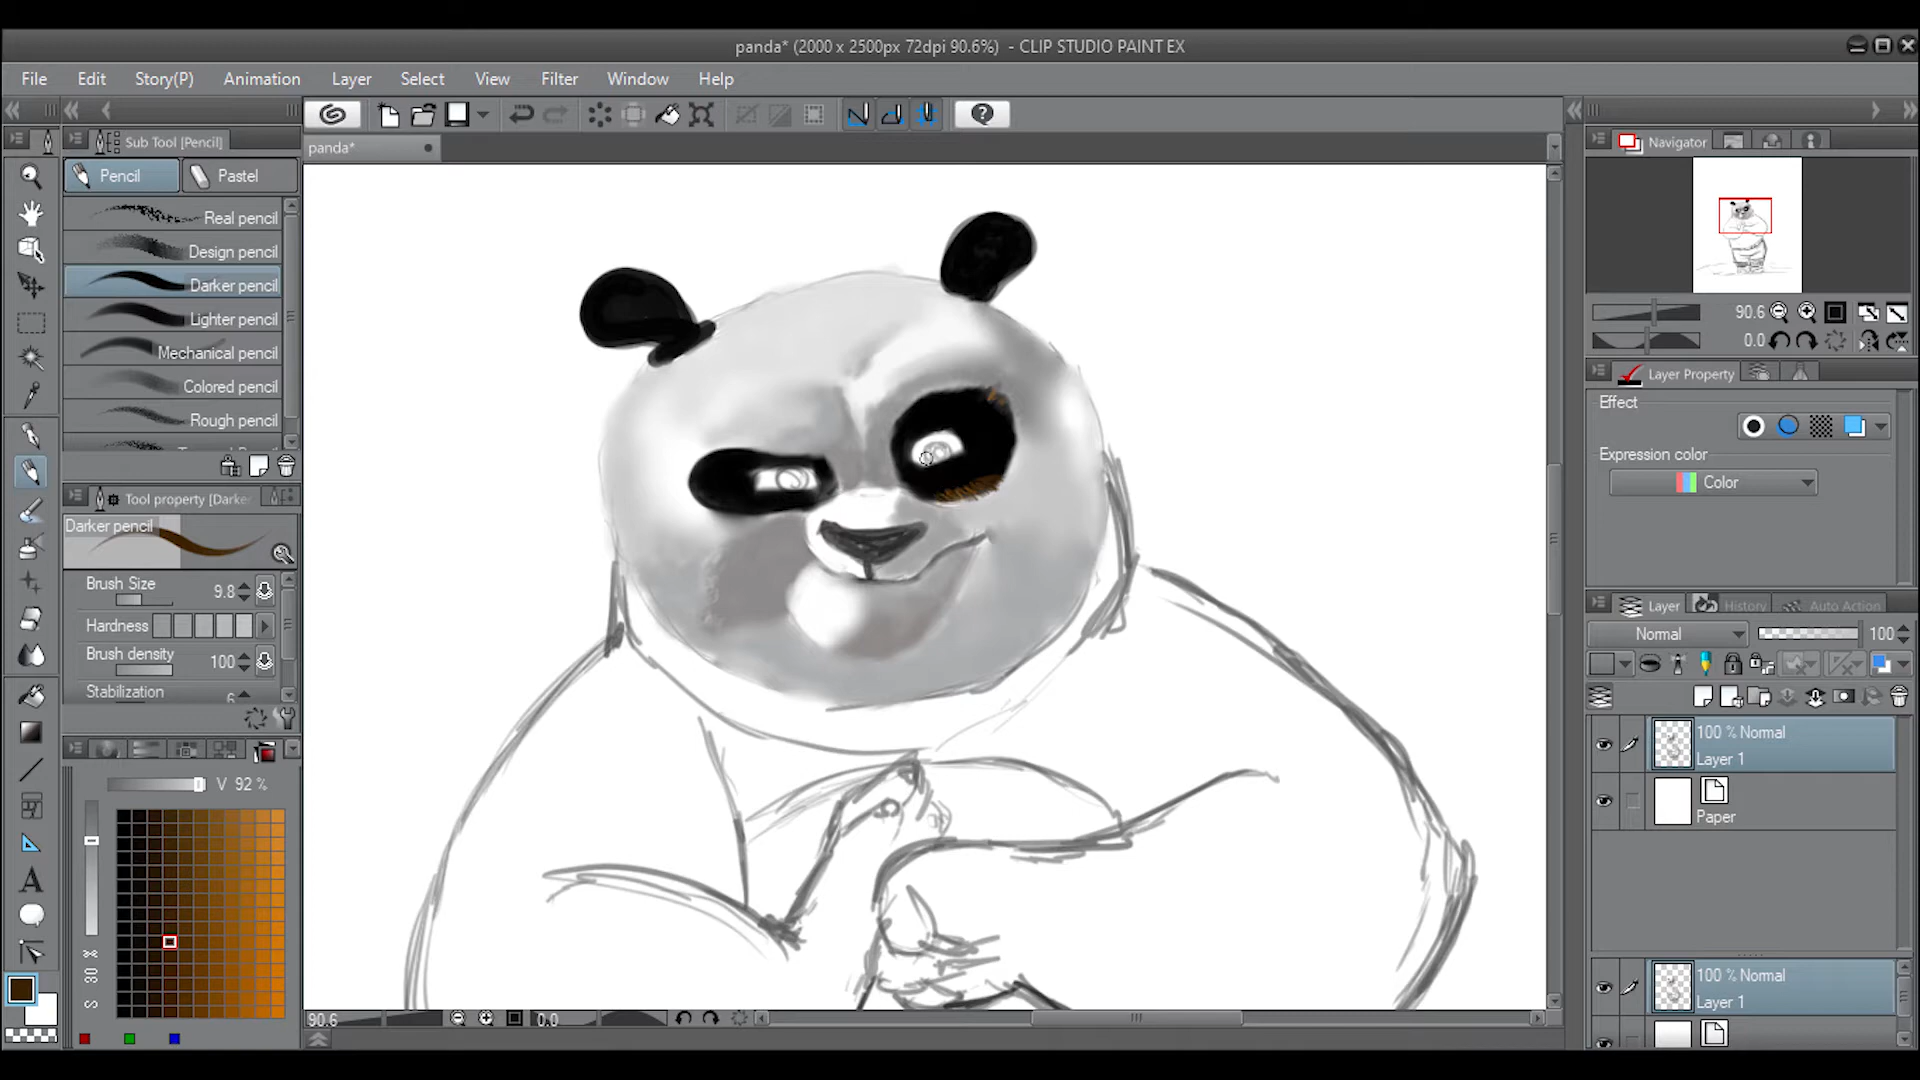 panda* (2000 x 2500px 72dpi 90.6%) - CLIP STUDIO PAINT EX
File Edit Story(P) Animation Layer Select View Filter Window Help
Sub Tool [Pencil]
panda*
Navigator
Pencil Pastel
Real pencil
Design pencil
Darker pencil
Lighter pencil
Mechanical pencil
Colored pencil
Rough pencil
90.6
0.0
Layer Property
Effect
Expression color
Color
Tool property [Darke
Darker pencil
Brush Size 9.8
Hardness
Brush density 100
Stabilization 6
Layer History Auto Action
Normal 100
100 % Normal
Layer 1
Paper
V 92 %
30
S
A
100 % Normal
Layer 1
90.6 0.0